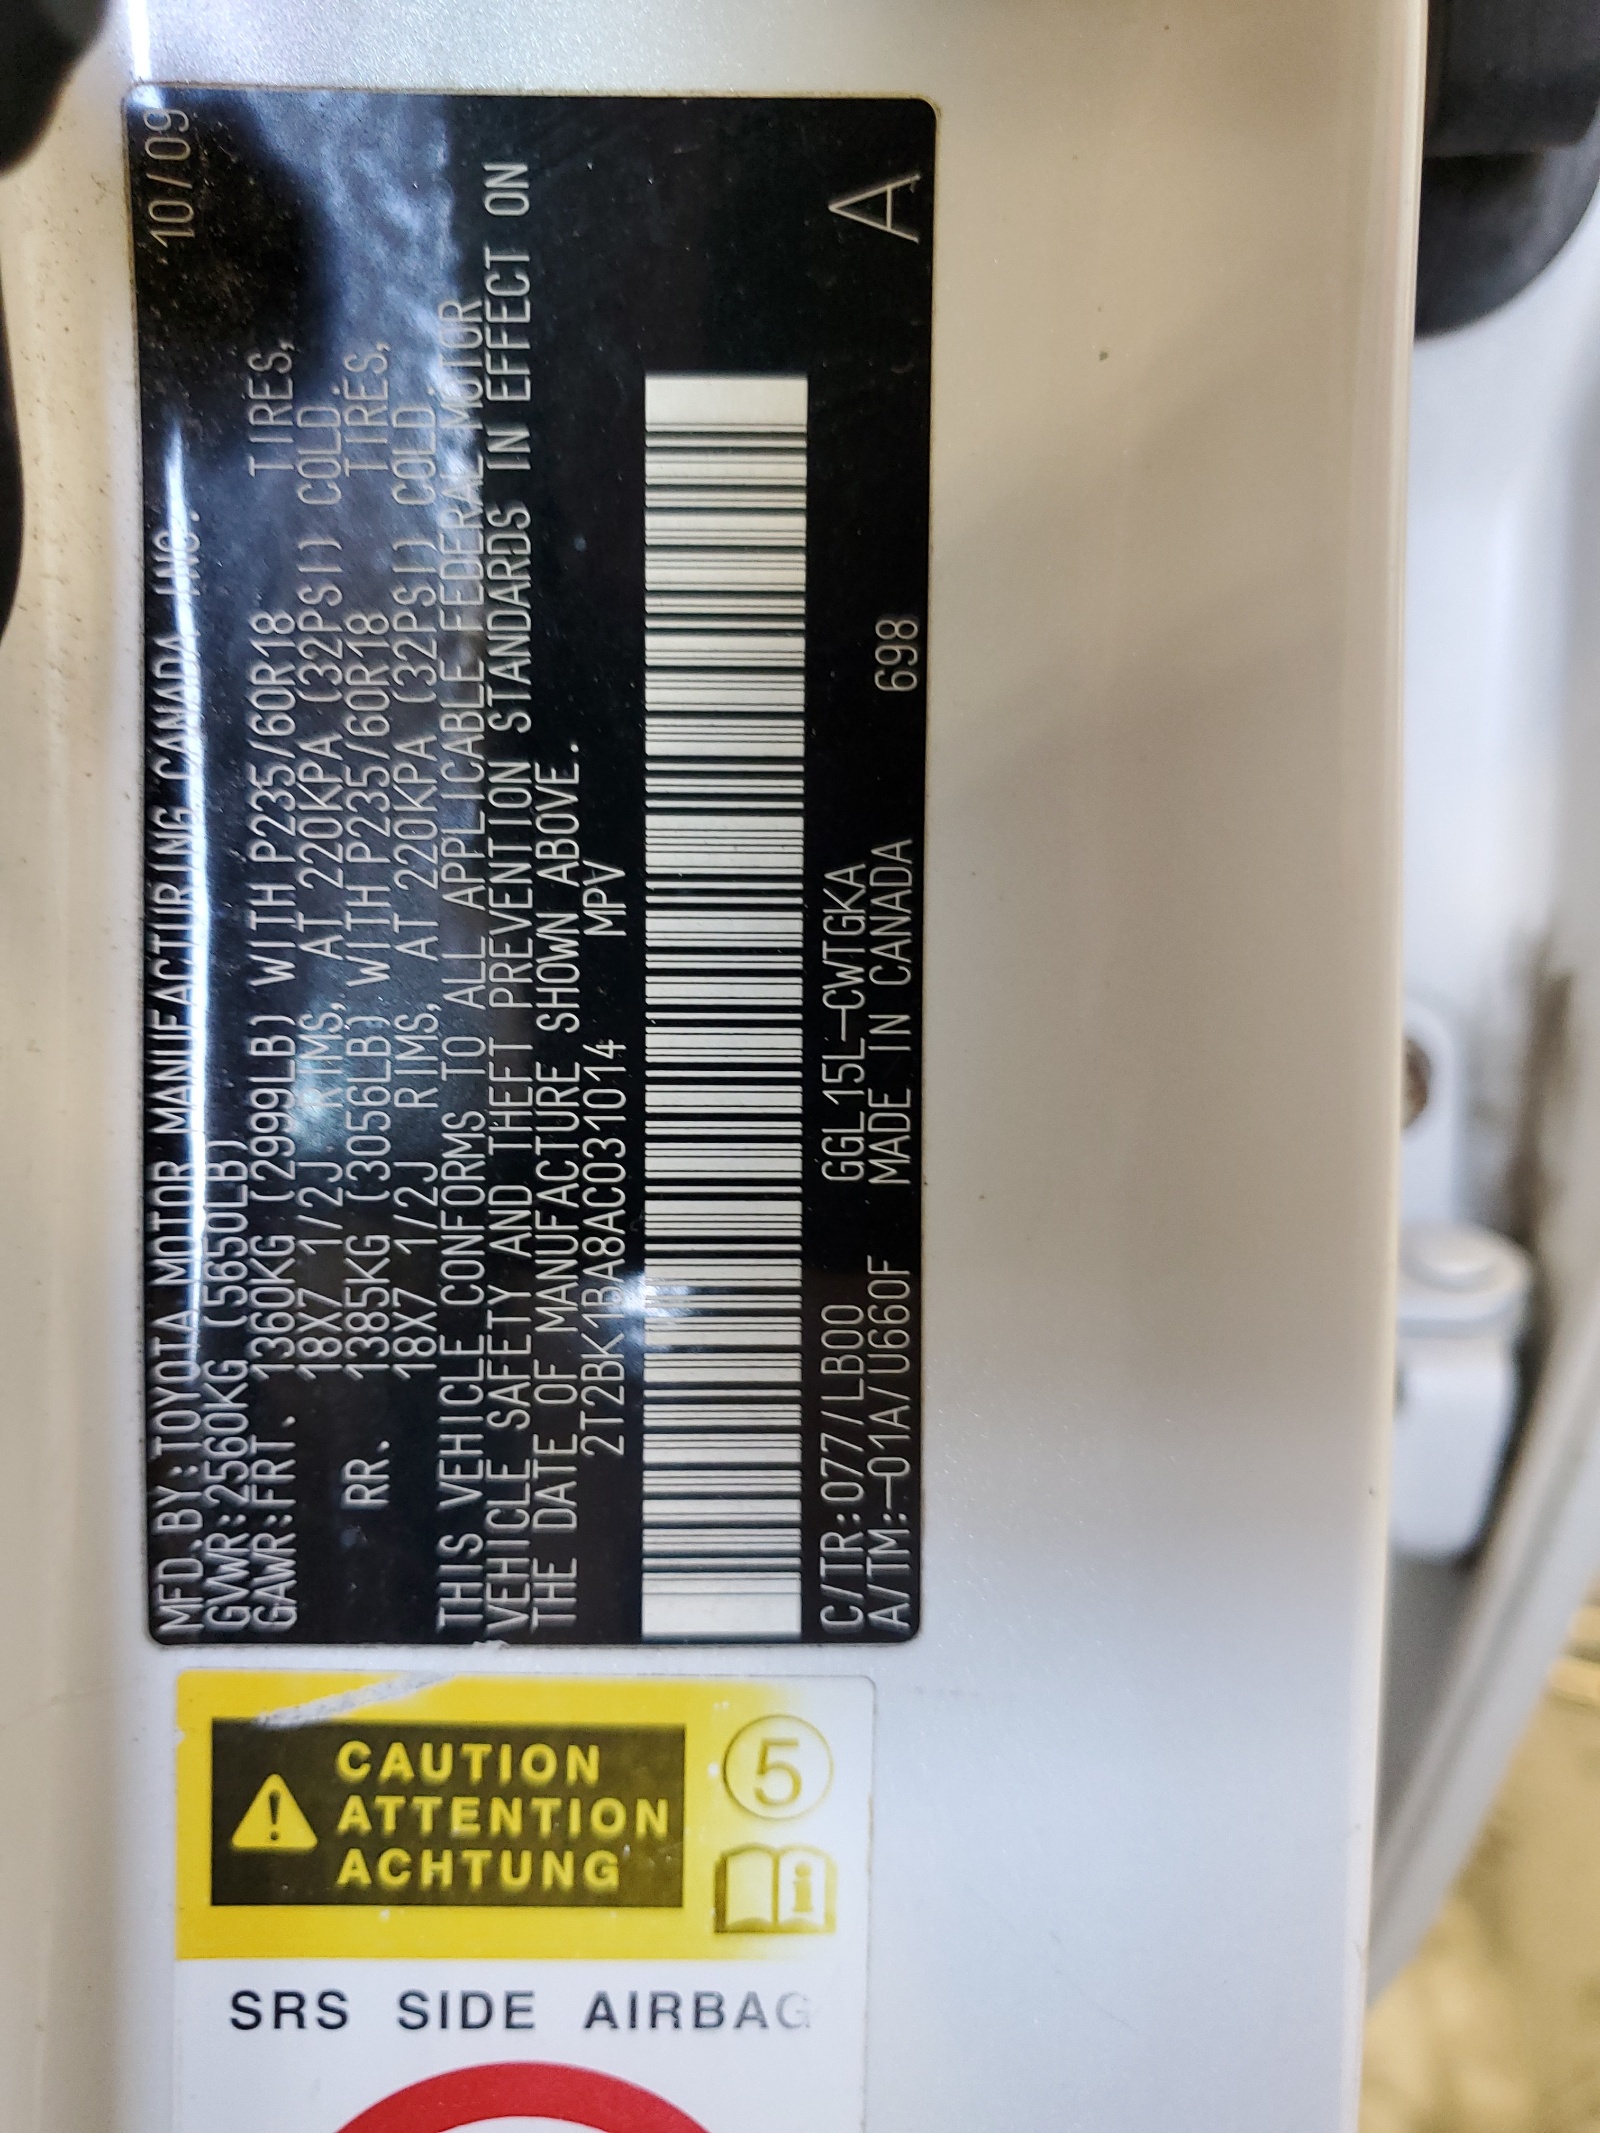 MFD.BY:TOYOTA MOTOR MANUFACTURING CANADA INC. 10/09
GVWR:2560KG (5650LB)
GAWR:FRT. 1360KG (2999LB) WITH P235/60R18 TIRES,
18X7 1/2J RIMS, AT 220KPA (32PSI) COLD.
RR. 1385KG (3056LB) WITH P235/60R18 TIRES,
18X7 1/2J RIMS, AT 220KPA (32PSI) COLD.
THIS VEHICLE CONFORMS TO ALL APPLICABLE FEDERAL MOTOR
VEHICLE SAFETY AND THEFT PREVENTION STANDARDS IN EFFECT ON
THE DATE OF MANUFACTURE SHOWN ABOVE.
2T2BK1BA8AC031014 MPV
C/TR:077/LB00 GGL15L-CWTGKA
A/TM:-01A/U660F MADE IN CANADA 698 A
CAUTION
ATTENTION
ACHTUNG
5
i
SRS SIDE AIRBAG